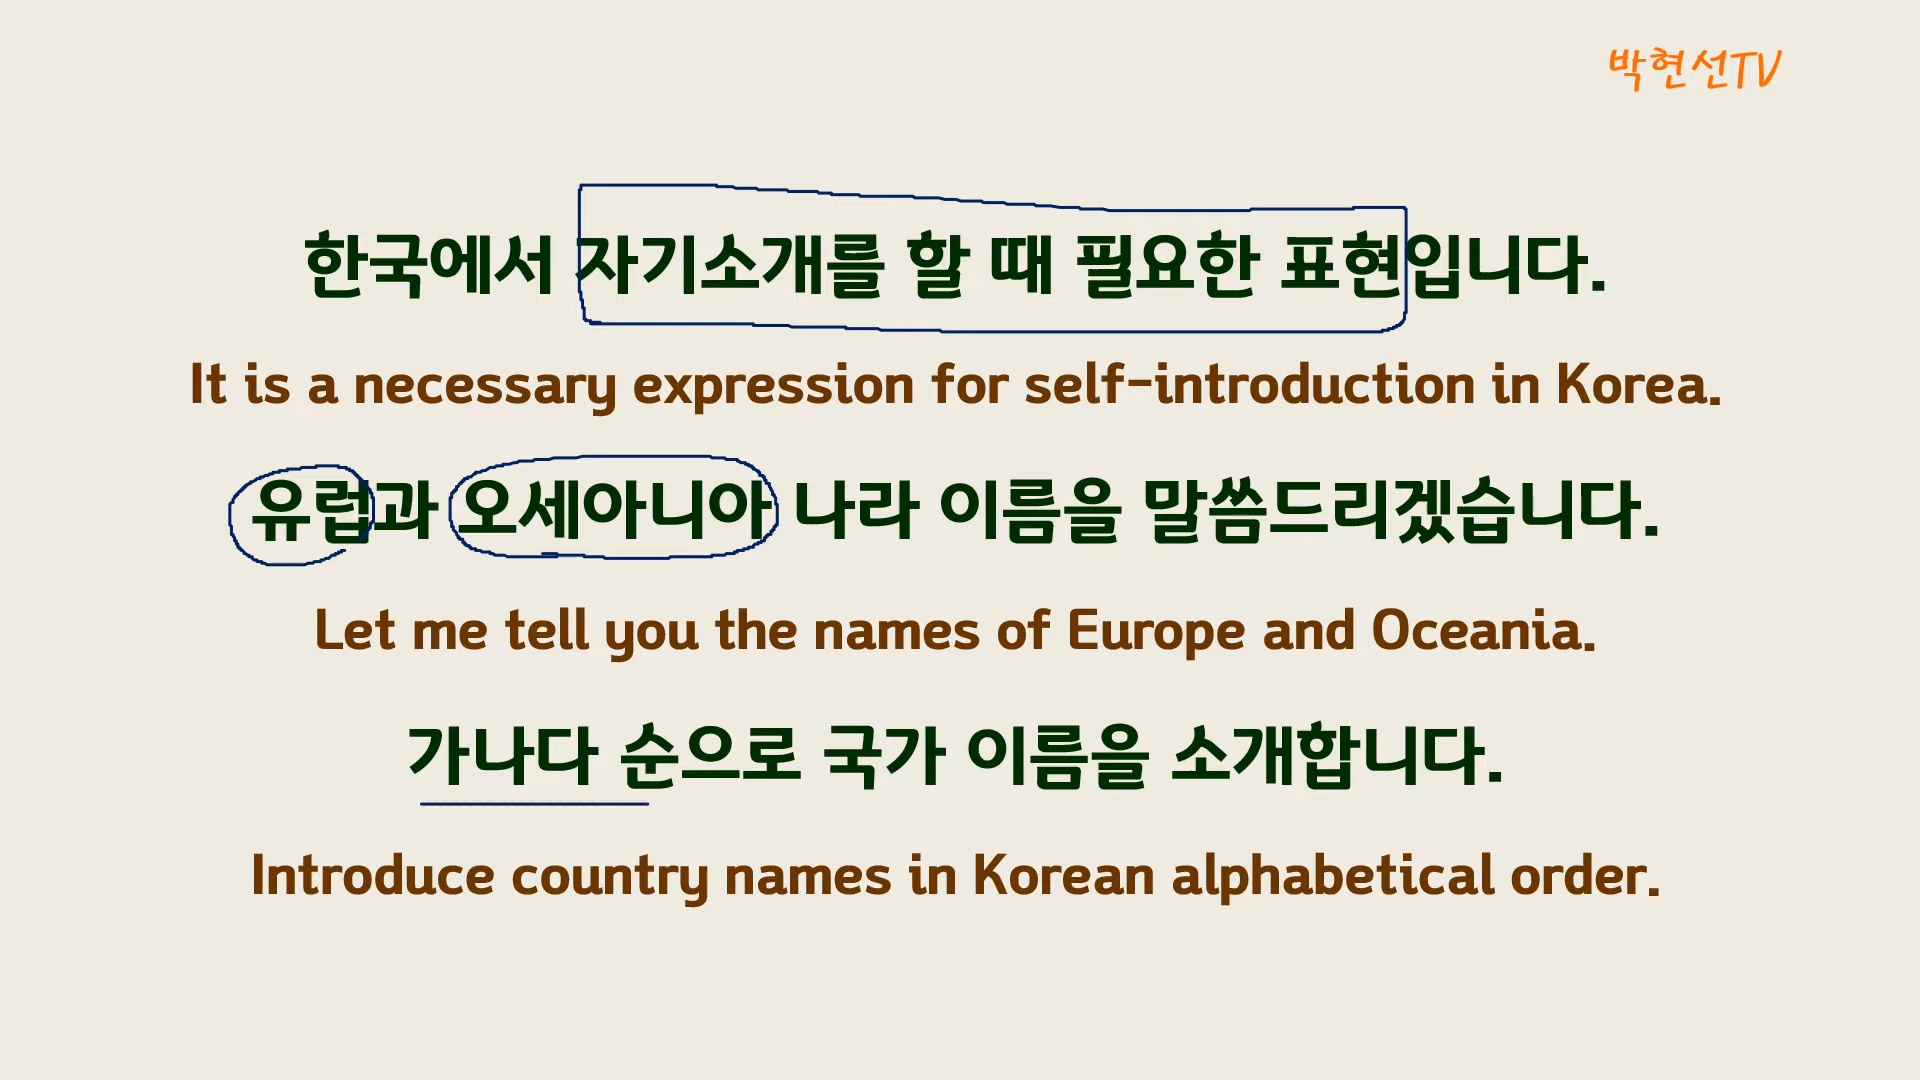 박현선TV
한국에서 자기소개를 할 때 필요한 표현입니다.
It is a necessary expression for self-introduction in Korea.
유럽과 오세아니아 나라 이름을 말씀드리겠습니다.
Let me tell you the names of Europe and Oceania.
가나다 순으로 국가 이름을 소개합니다.
Introduce country names in Korean alphabetical order.